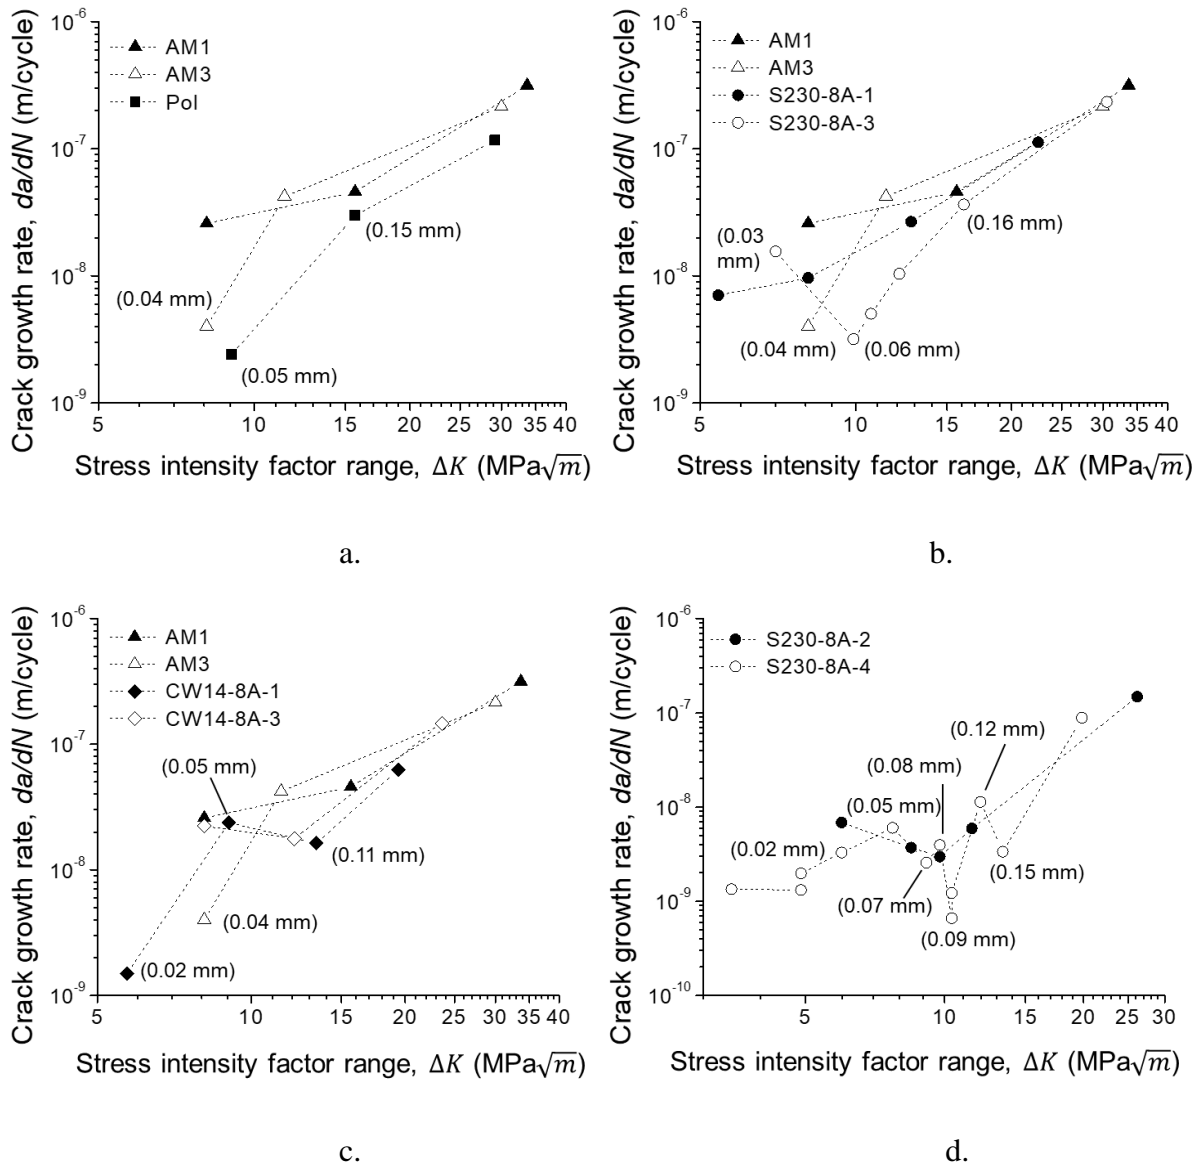 10⁻⁶
AM1
AM3
Pol
10⁻⁷
(0.15 mm)
10⁻⁸
(0.04 mm)
(0.05 mm)
10⁻⁹
5 10 15 20 25 30 35 40
Crack growth rate, da/dN (m/cycle)
Stress intensity factor range, ΔK (MPa√m)
a.
10⁻⁶
AM1
AM3
S230-8A-1
S230-8A-3
10⁻⁷
(0.03
mm)
(0.16 mm)
10⁻⁸
(0.04 mm)
(0.06 mm)
10⁻⁹
5 10 15 20 25 30 35 40
Crack growth rate, da/dN (m/cycle)
Stress intensity factor range, ΔK (MPa√m)
b.
10⁻⁶
AM1
AM3
CW14-8A-1
CW14-8A-3
10⁻⁷
(0.05 mm)
(0.11 mm)
10⁻⁸
(0.04 mm)
(0.02 mm)
10⁻⁹
5 10 15 20 25 30 35 40
Crack growth rate, da/dN (m/cycle)
Stress intensity factor range, ΔK (MPa√m)
c.
10⁻⁶
S230-8A-2
S230-8A-4
10⁻⁷
(0.12 mm)
(0.08 mm)
10⁻⁸
(0.05 mm)
(0.02 mm)
(0.15 mm)
10⁻⁹
(0.07 mm)
(0.09 mm)
10⁻¹⁰
5 10 15 20 25 30
Crack growth rate, da/dN (m/cycle)
Stress intensity factor range, ΔK (MPa√m)
d.